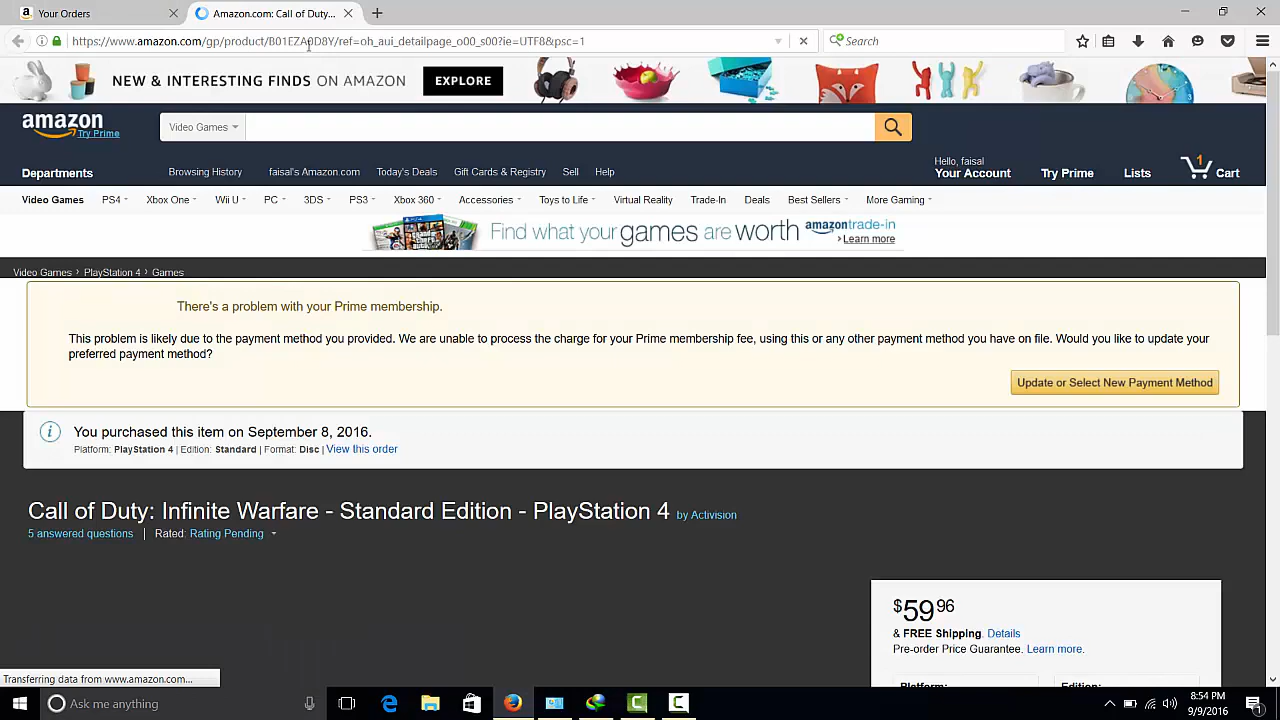 Your Orders
Amazon.com: Call of Duty...
https://www.amazon.com/gp/product/B01EZA0D8Y/ref=oh_aui_detailpage_o00_s00?ie=UTF8&psc=1
Search
NEW & INTERESTING FINDS ON AMAZON EXPLORE
amazon
Try Prime
Video Games
Hello, faisal
Departments Browsing History faisal's Amazon.com Today's Deals Gift Cards & Registry Sell Help Your Account Try Prime Lists 1 Cart
Video Games PS4 Xbox One Wii U PC 3DS PS3 Xbox 360 Accessories Toys to Life Virtual Reality Trade-In Deals Best Sellers More Gaming
Find what your games are worth amazontrade-in
› Learn more
Video Games › PlayStation 4 › Games
There's a problem with your Prime membership.
This problem is likely due to the payment method you provided. We are unable to process the charge for your Prime membership fee, using this or any other payment method you have on file. Would you like to update your
preferred payment method?
Update or Select New Payment Method
You purchased this item on September 8, 2016.
Platform: PlayStation 4 | Edition: Standard | Format: Disc | View this order
Call of Duty: Infinite Warfare - Standard Edition - PlayStation 4 by Activision
5 answered questions | Rated: Rating Pending
$59 96
& FREE Shipping. Details
Pre-order Price Guarantee. Learn more.
Platform: Edition:
Transferring data from www.amazon.com...
Ask me anything
8:54 PM
9/9/2016
1